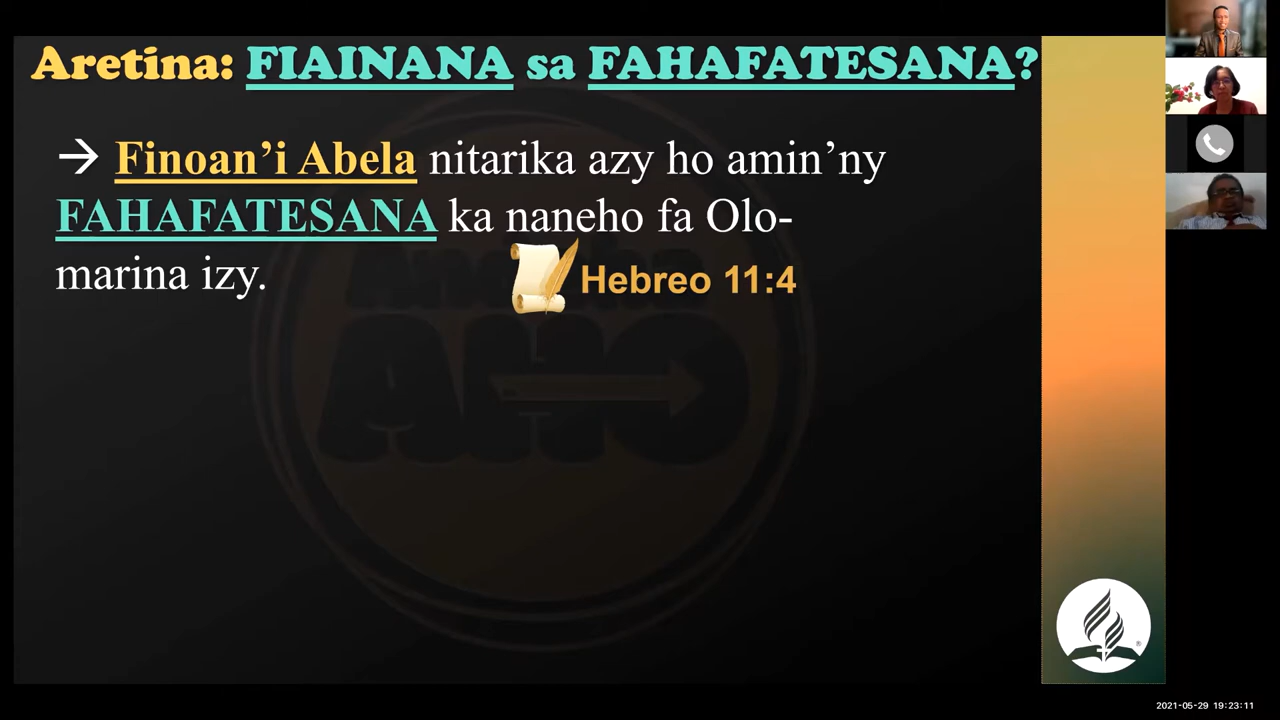 Aretina: FIAINANA sa FAHAFATESANA?
→ Finoan’i Abela nitarika azy ho amin’ny
FAHAFATESANA ka naneho fa Olo-
marina izy.
Hebreo 11:4
AHO
2021-05-29 19:23:11